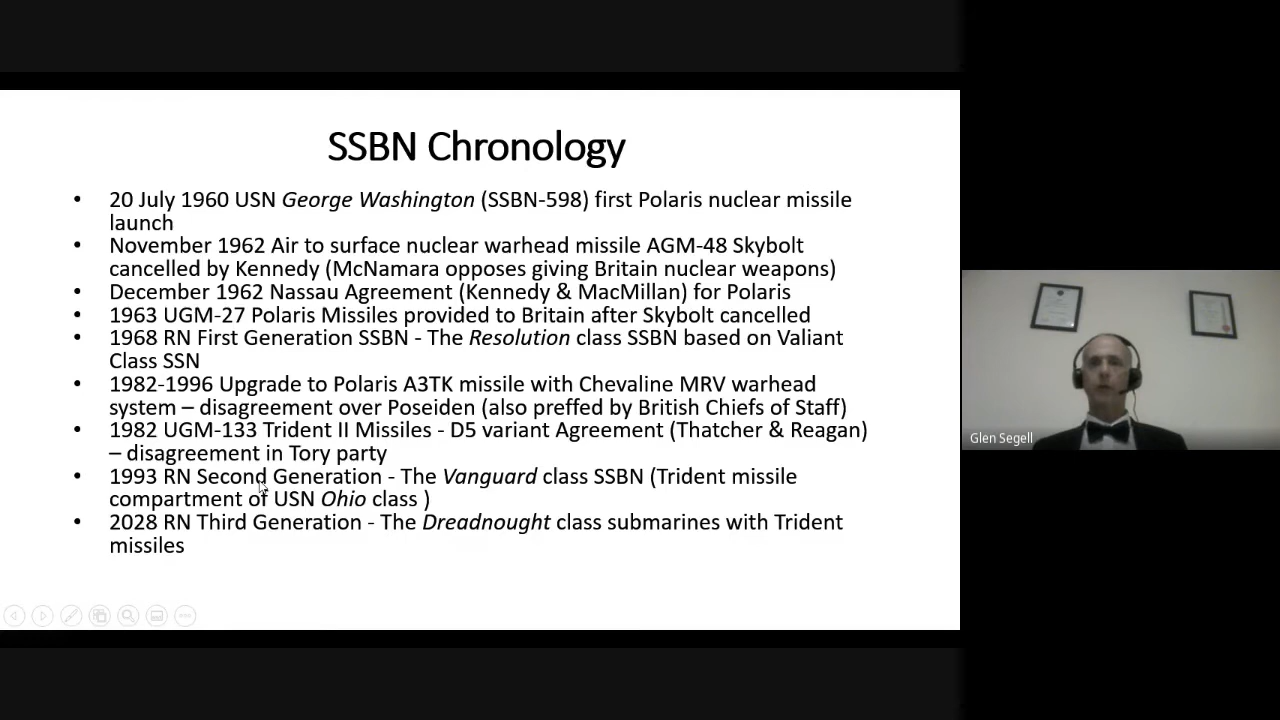 SSBN Chronology
• 20 July 1960 USN George Washington (SSBN-598) first Polaris nuclear missile
launch
• November 1962 Air to surface nuclear warhead missile AGM-48 Skybolt
cancelled by Kennedy (McNamara opposes giving Britain nuclear weapons)
• December 1962 Nassau Agreement (Kennedy & MacMillan) for Polaris
• 1963 UGM-27 Polaris Missiles provided to Britain after Skybolt cancelled
• 1968 RN First Generation SSBN - The Resolution class SSBN based on Valiant
Class SSN
• 1982-1996 Upgrade to Polaris A3TK missile with Chevaline MRV warhead
system – disagreement over Poseiden (also preffed by British Chiefs of Staff)
• 1982 UGM-133 Trident II Missiles - D5 variant Agreement (Thatcher & Reagan)
– disagreement in Tory party
• 1993 RN Second Generation - The Vanguard class SSBN (Trident missile
compartment of USN Ohio class )
• 2028 RN Third Generation - The Dreadnought class submarines with Trident
missiles
Glen Segell